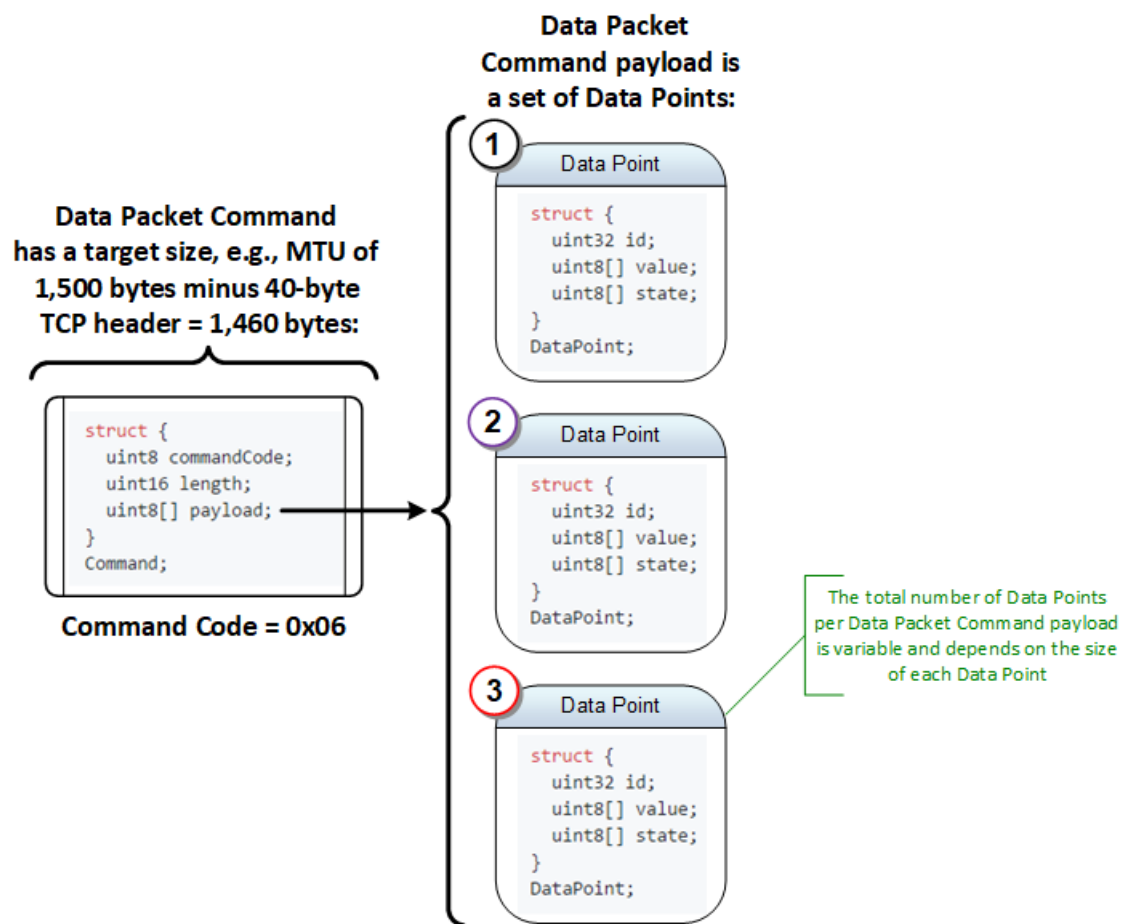 Data Packet
Command payload is
a set of Data Points:
Data Packet Command
has a target size, e.g., MTU of
1,500 bytes minus 40-byte
TCP header = 1,460 bytes:
struct {
uint8 commandCode;
uint16 length;
uint8[] payload;
}
Command;
Command Code = 0x06
1
Data Point
struct {
uint32 id;
uint8[] value;
uint8[] state;
}
DataPoint;
2
Data Point
struct {
uint32 id;
uint8[] value;
uint8[] state;
}
DataPoint;
3
Data Point
struct {
uint32 id;
uint8[] value;
uint8[] state;
}
DataPoint;
The total number of Data Points
per Data Packet Command payload
is variable and depends on the size
of each Data Point